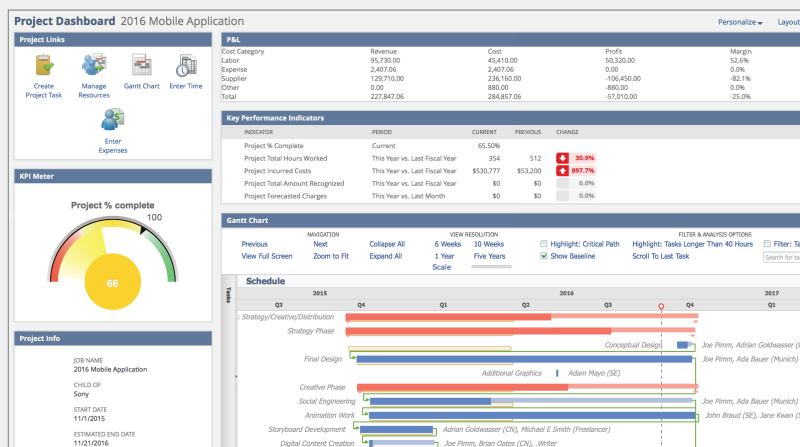 Project Dashboard 2016 Mobile Application
Personalize Layout
Project Links
Create Project Task
Manage Resources
Gantt Chart
Enter Time
Enter Expenses
KPI Meter
Project % complete
100
66
Project Info
JOB NAME
2016 Mobile Application
CHILD OF
Sony
START DATE
11/1/2015
ESTIMATED END DATE
11/21/2016
P&L
Cost Category Revenue Cost Profit Margin
Labor 95,730.00 45,410.00 50,320.00 52.6%
Expense 2,407.06 2,407.06 0.00 0.0%
Supplier 129,710.00 236,160.00 -106,450.00 -82.1%
Other 0.00 880.00 -880.00 0.0%
Total 227,847.06 284,857.06 -57,010.00 -25.0%
Key Performance Indicators
INDICATOR PERIOD CURRENT PREVIOUS CHANGE
Project % Complete Current 65.50%
Project Total Hours Worked This Year vs. Last Fiscal Year 354 512 30.9%
Project Incurred Costs This Year vs. Last Fiscal Year $530,777 $53,200 897.7%
Project Total Amount Recognized This Year vs. Last Fiscal Year $0 $0 0.0%
Project Forecasted Charges This Year vs. Last Month $0 $0 0.0%
Gantt Chart
NAVIGATION VIEW RESOLUTION FILTER & ANALYSIS OPTIONS
Previous Next Collapse All 6 Weeks 10 Weeks Highlight: Critical Path Highlight: Tasks Longer Than 40 Hours Filter: Ta
View Full Screen Zoom to Fit Expand All 1 Year Five Years Show Baseline Scroll To Last Task Search for ta
Scale
Tasks
Schedule
2015 2016 2017
Q3 Q4 Q1 Q2 Q3 Q4 Q1
: Strategy/Creative/Distribution
Strategy Phase
Conceptual Design Joe Pimm, Adrian Goldwasser (
Final Design Joe Pimm, Ada Bauer (Munich)
Additional Graphics Adam Mayo (SE)
Creative Phase
Social Engineering Joe Pimm, Ada Bauer (Munich)
Animation Work John Braud (SE), Jane Kwan (S
Storyboard Development Adrian Goldwasser (CN), Michael E Smith (Freelancer)
Digital Content Creation Joe Pimm, Brian Oates (CN), .Writer